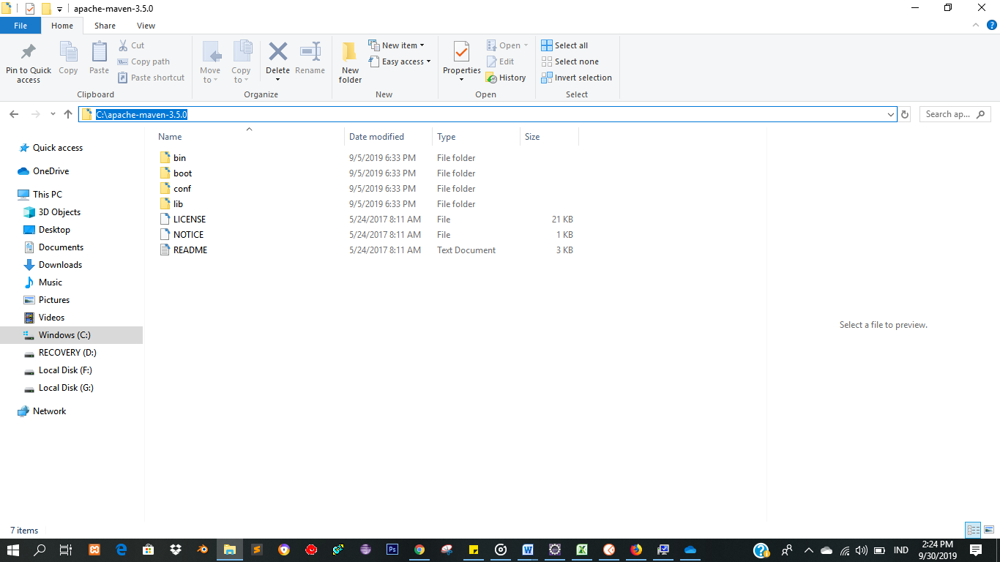 apache-maven-3.5.0
File Home Share View
Pin to Quick access
Copy
Paste
Cut
Copy path
Paste shortcut
Clipboard
Move to
Copy to
Delete
Rename
Organize
New folder
New item
Easy access
New
Properties
Open
Edit
History
Open
Select all
Select none
Invert selection
Select
C:\apache-maven-3.5.0
Search ap...
Name Date modified Type Size
bin 9/5/2019 6:33 PM File folder
boot 9/5/2019 6:33 PM File folder
conf 9/5/2019 6:33 PM File folder
lib 9/5/2019 6:33 PM File folder
LICENSE 5/24/2017 8:11 AM File 21 KB
NOTICE 5/24/2017 8:11 AM File 1 KB
README 5/24/2017 8:11 AM Text Document 3 KB
Quick access
OneDrive
This PC
3D Objects
Desktop
Documents
Downloads
Music
Pictures
Videos
Windows (C:)
RECOVERY (D:)
Local Disk (F:)
Local Disk (G:)
Network
Select a file to preview.
7 items
Ps
IND
2:24 PM
9/30/2019